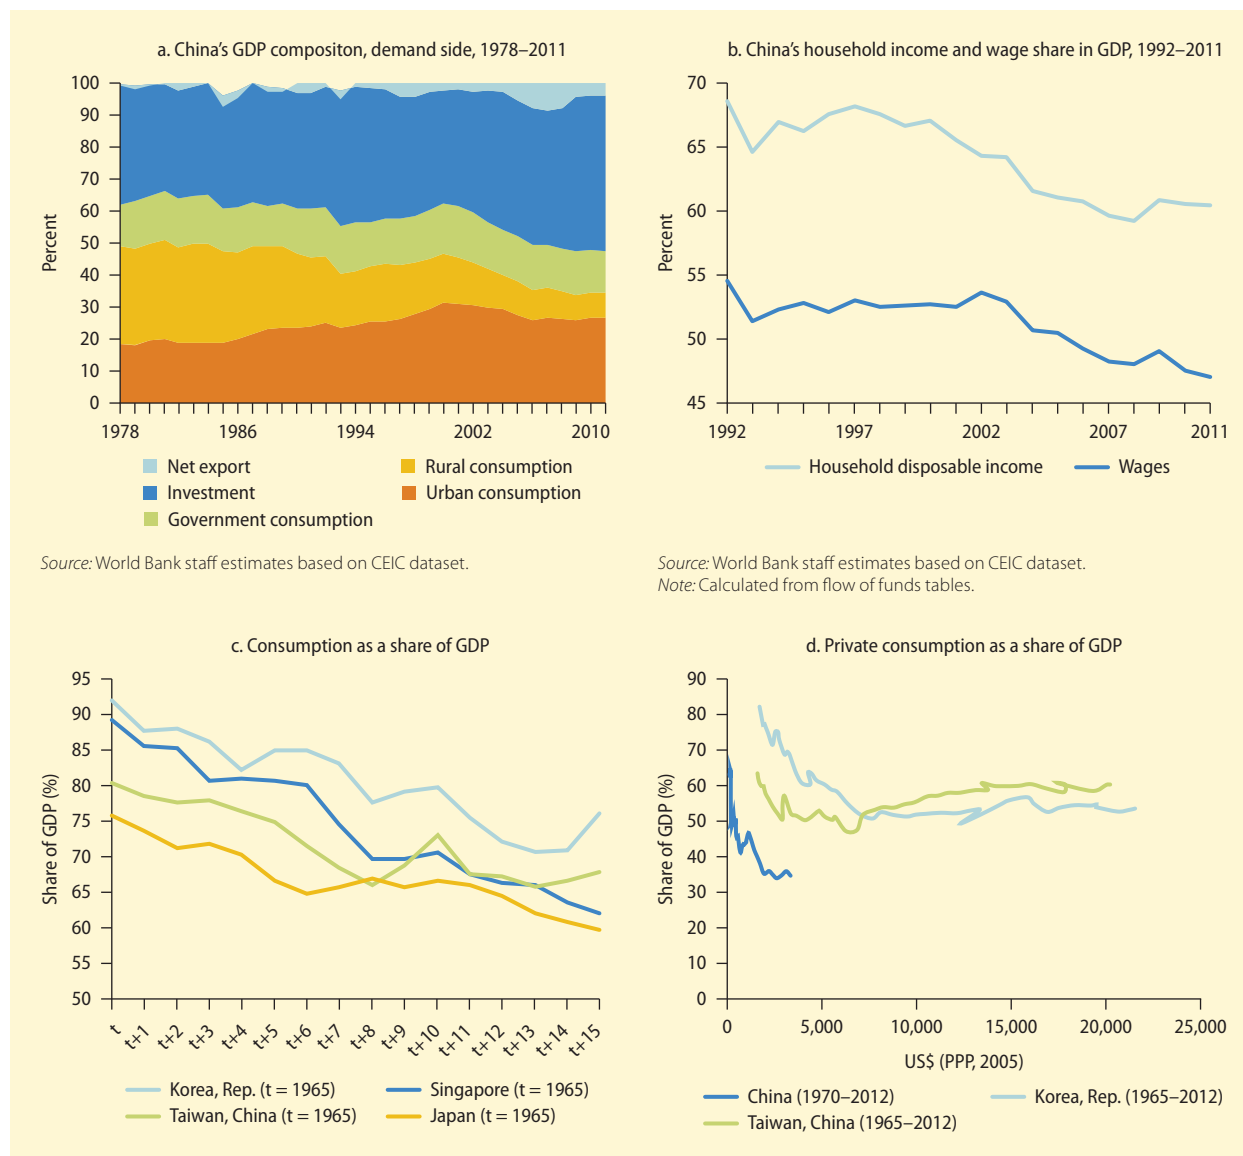 a. China's GDP compositon, demand side, 1978–2011
100
90
80
70
60
50
40
30
20
10
0
Percent
1978
1986
1994
2002
2010
Net export
Rural consumption
Investment
Urban consumption
Government consumption
Source: World Bank staff estimates based on CEIC dataset.
b. China's household income and wage share in GDP, 1992–2011
70
65
60
55
50
45
Percent
1992
1997
2002
2007
2011
Household disposable income
Wages
Source: World Bank staff estimates based on CEIC dataset.
Note: Calculated from flow of funds tables.
c. Consumption as a share of GDP
95
90
85
80
75
70
65
60
55
50
Share of GDP (%)
t
t+1
t+2
t+3
t+4
t+5
t+6
t+7
t+8
t+9
t+10
t+11
t+12
t+13
t+14
t+15
Korea, Rep. (t = 1965)
Singapore (t = 1965)
Taiwan, China (t = 1965)
Japan (t = 1965)
d. Private consumption as a share of GDP
90
80
70
60
50
40
30
20
10
0
Share of GDP (%)
0
5,000
10,000
15,000
20,000
25,000
US$ (PPP, 2005)
China (1970–2012)
Korea, Rep. (1965–2012)
Taiwan, China (1965–2012)